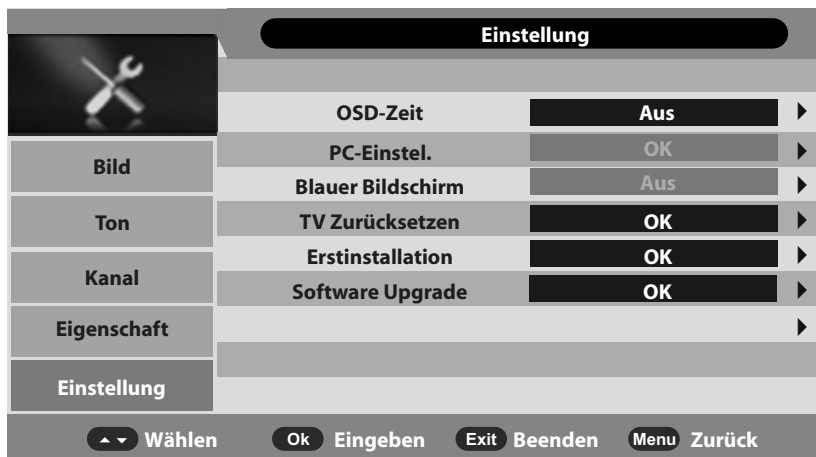 Einstellung
OSD-Zeit Aus
PC-Einstel. OK
Blauer Bildschirm Aus
TV Zurücksetzen OK
Erstinstallation OK
Software Upgrade OK
Bild
Ton
Kanal
Eigenschaft
Einstellung
Wählen Ok Eingeben Exit Beenden Menu Zurück